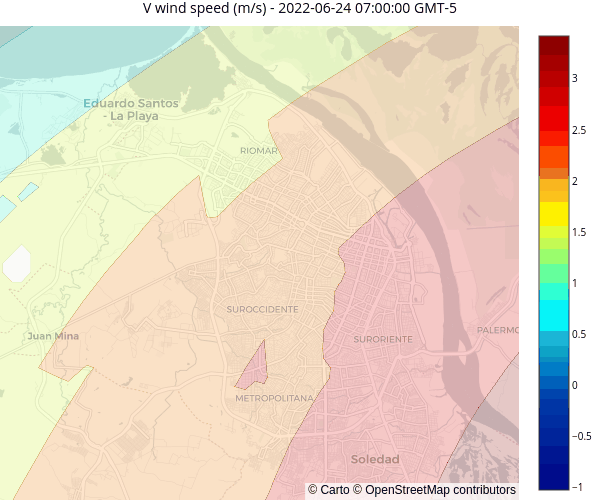 V wind speed (m/s) - 2022-06-24 07:00:00 GMT-5
Eduardo Santos
- La Playa
RIOMAR
SUROCCIDENTE
Juan Mina
SURORIENTE
PALERMO
METROPOLITANA
Soledad
© Carto © OpenStreetMap contributors
3
2.5
2
1.5
1
0.5
0
−0.5
−1